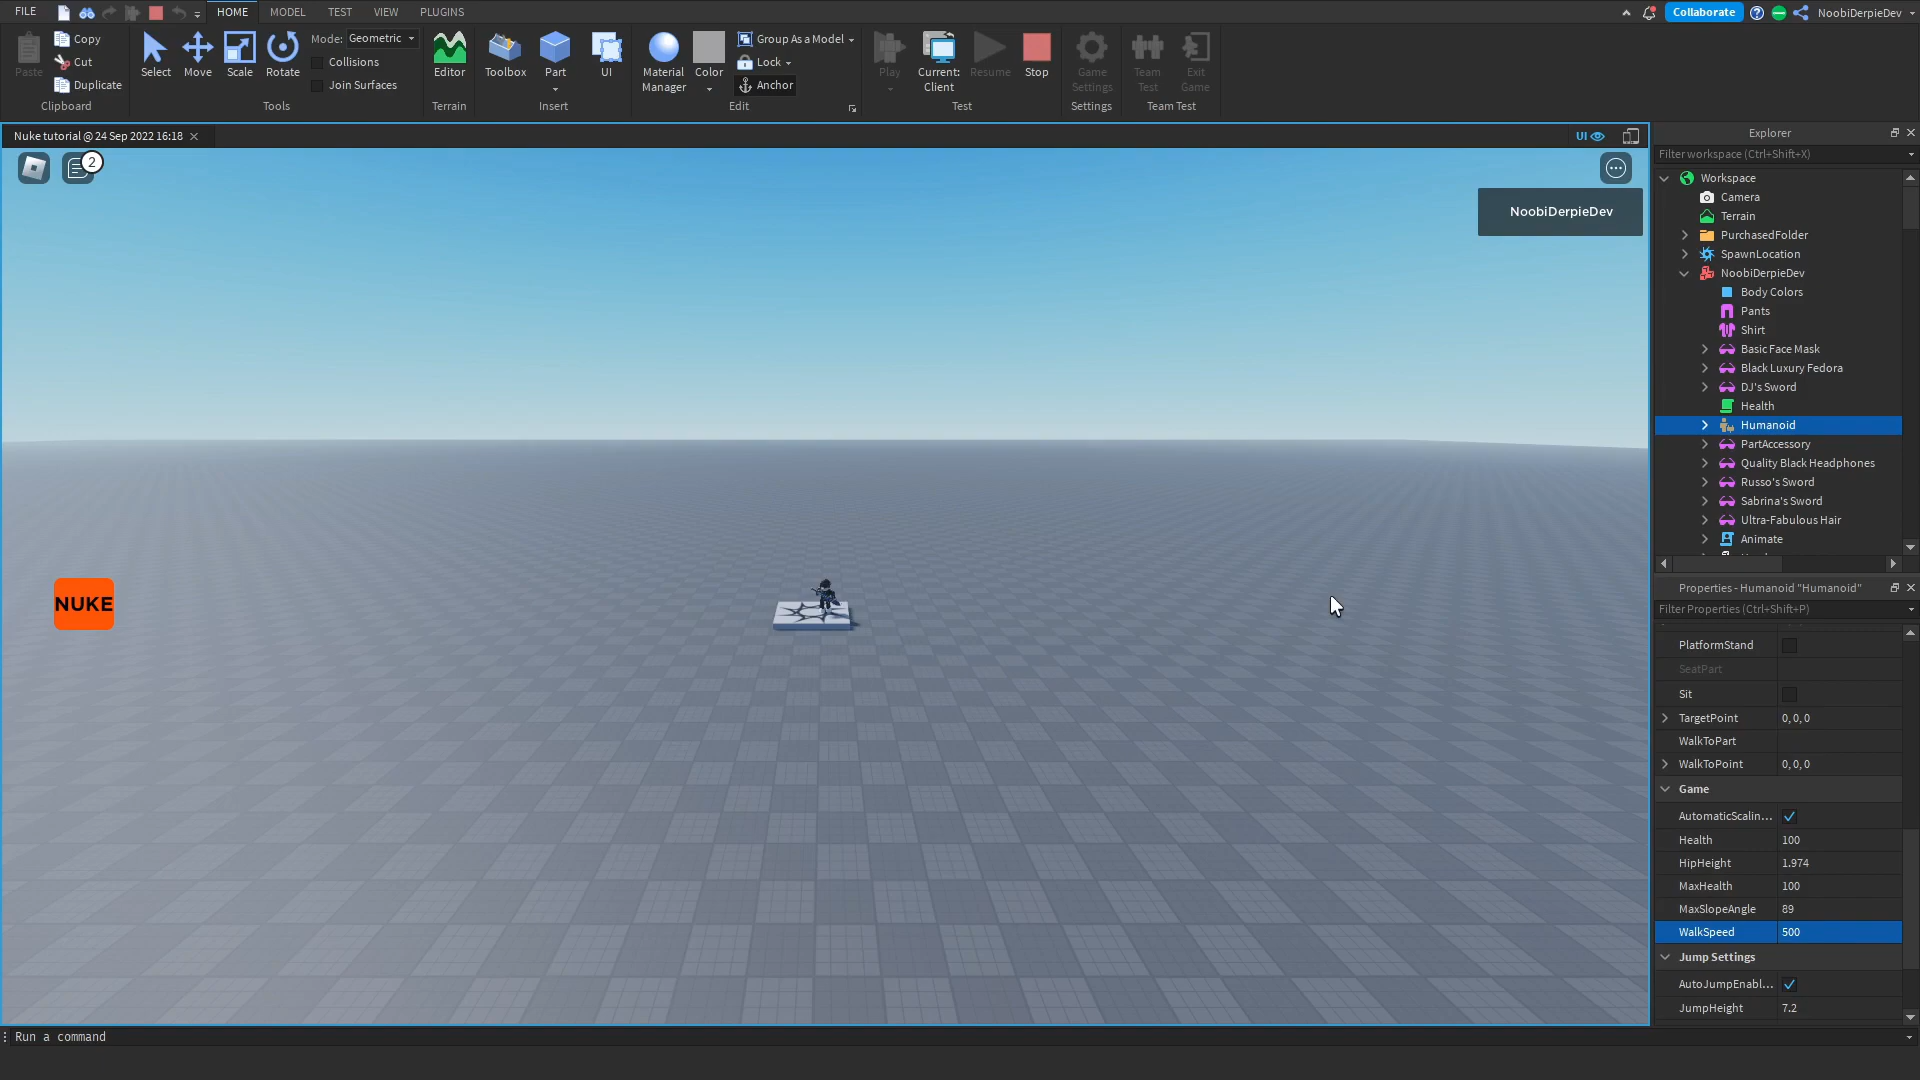 FILE HOME MODEL TEST VIEW PLUGINS Collaborate NoobiDerpieDev
Paste Copy Cut Duplicate Clipboard
Select Move Scale Rotate Mode: Geometric Collisions Join Surfaces Tools
Editor Terrain
Toolbox Part UI Insert
Material Manager Color Group As a Model Lock Anchor Edit
Play Current: Client Resume Stop Test
Game Settings Settings
Team Test Exit Game Team Test
Nuke tutorial @ 24 Sep 2022 16:18
UI
2
NoobiDerpieDev
NUKE
Explorer
Filter workspace (Ctrl+Shift+X)
Workspace
Camera
Terrain
PurchasedFolder
SpawnLocation
NoobiDerpieDev
Body Colors
Pants
Shirt
Basic Face Mask
Black Luxury Fedora
DJ's Sword
Health
Humanoid
PartAccessory
Quality Black Headphones
Russo's Sword
Sabrina's Sword
Ultra-Fabulous Hair
Animate
Properties - Humanoid "Humanoid"
Filter Properties (Ctrl+Shift+P)
PlatformStand
SeatPart
Sit
TargetPoint 0, 0, 0
WalkToPart
WalkToPoint 0, 0, 0
Game
AutomaticScalin...
Health 100
HipHeight 1.974
MaxHealth 100
MaxSlopeAngle 89
WalkSpeed 500
Jump Settings
AutoJumpEnabl...
JumpHeight 7.2
Run a command